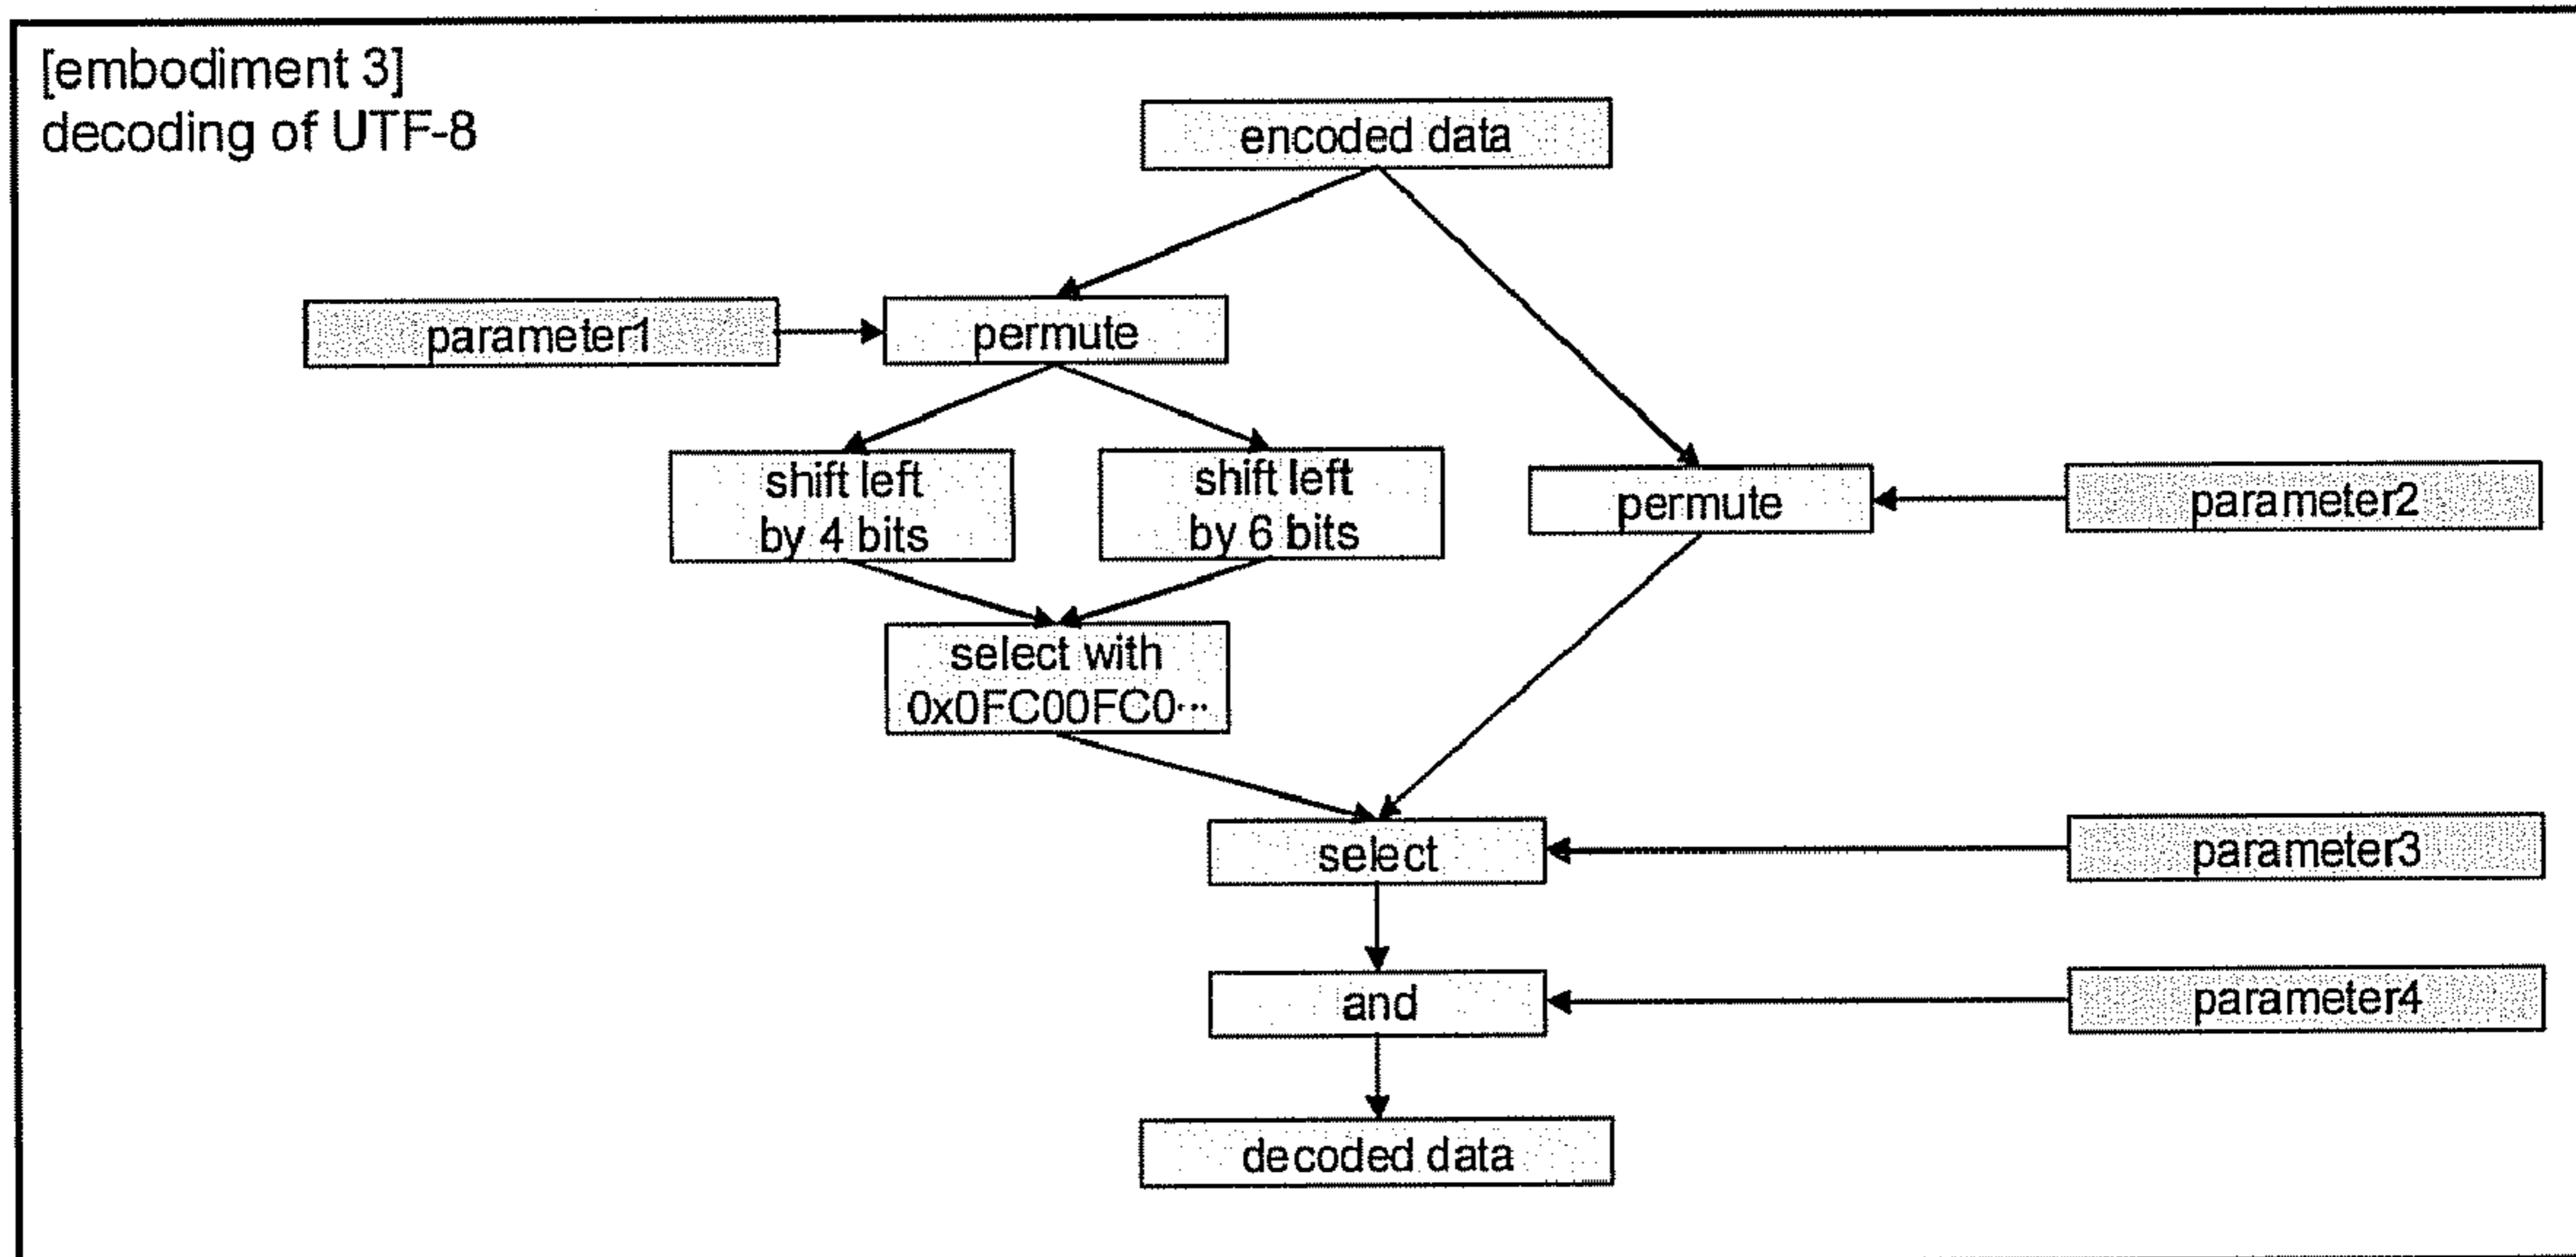 [embodiment 3]
decoding of UTF-8
encoded data
parameter1
permute
shift left
by 4 bits
shift left
by 6 bits
permute
parameter2
select with
0x0FC00FC0···
select
parameter3
and
parameter4
decoded data